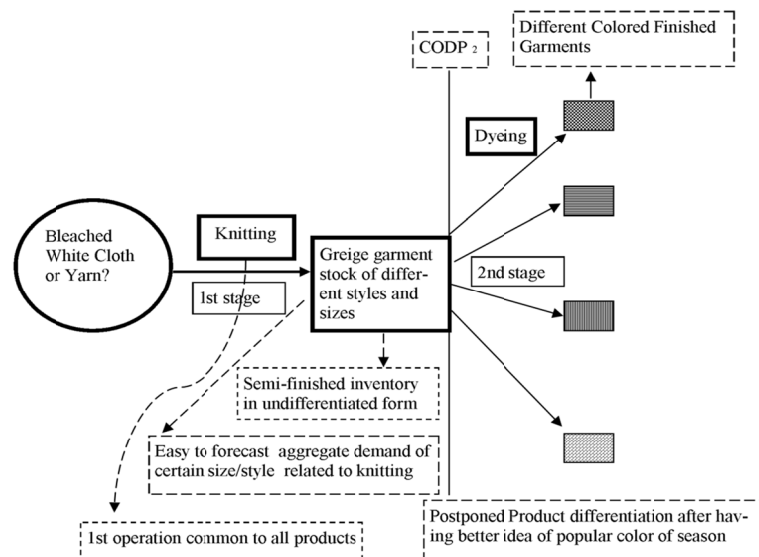 CODP 2
Different Colored Finished
Garments
Dyeing
Knitting
Bleached
White Cloth
or Yarn?
Greige garment
stock of differ-
ent styles and
sizes
2nd stage
1st stage
Semi-finished inventory
in undifferentiated form
Easy to forecast aggregate demand of
certain size/style related to knitting
Postponed Product differentiation after hav-
ing better idea of popular color of season
1st operation common to all products